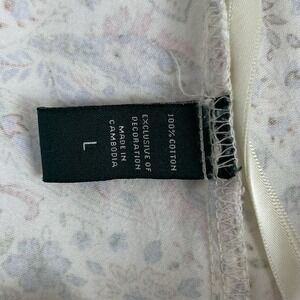 100% COTTON
EXCLUSIVE OF
DECORATION
MADE IN
CAMBODIA
L